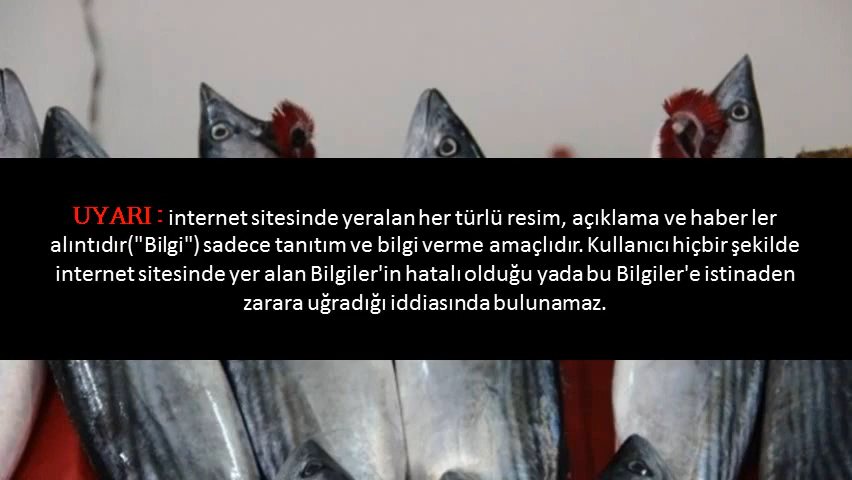 UYARI : internet sitesinde yeralan her türlü resim, açıklama ve haber ler
alıntıdır("Bilgi") sadece tanıtım ve bilgi verme amaçlıdır. Kullanıcı hiçbir şekilde
internet sitesinde yer alan Bilgiler'in hatalı olduğu yada bu Bilgiler'e istinaden
zarara uğradığı iddiasında bulunamaz.